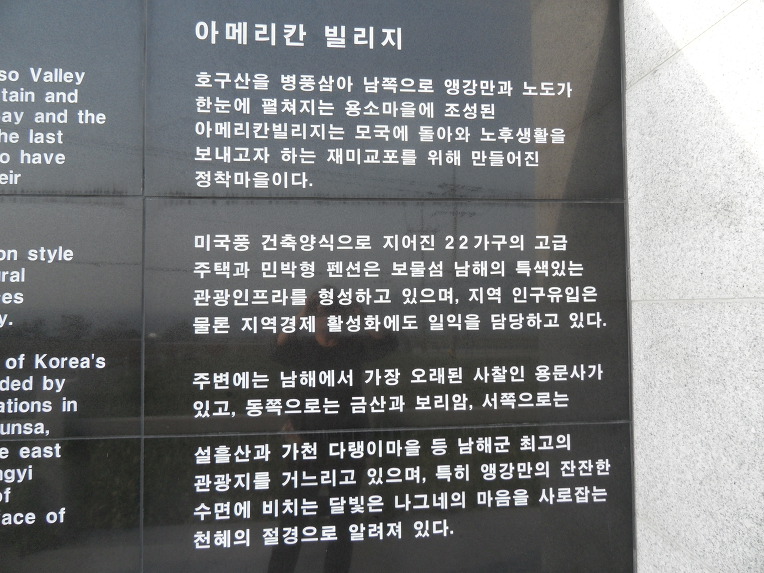 so Valley
tain and
Bay and the
he last
o have
eir
on style
ral
ces
y.
of Korea's
ded by
ations in
unsa,
e east
ngyi
of
face of
아메리칸 빌리지
호구산을 병풍삼아 남쪽으로 앵강만과 노도가
한눈에 펼쳐지는 용소마을에 조성된
아메리칸빌리지는 모국에 돌아와 노후생활을
보내고자 하는 재미교포를 위해 만들어진
정착마을이다.
미국풍 건축양식으로 지어진 22가구의 고급
주택과 민박형 펜션은 보물섬 남해의 특색있는
관광인프라를 형성하고 있으며, 지역 인구유입은
물론 지역경제 활성화에도 일익을 담당하고 있다.
주변에는 남해에서 가장 오래된 사찰인 용문사가
있고, 동쪽으로는 금산과 보리암, 서쪽으로는
설흘산과 가천 다랭이마을 등 남해군 최고의
관광지를 거느리고 있으며, 특히 앵강만의 잔잔한
수면에 비치는 달빛은 나그네의 마음을 사로잡는
천혜의 절경으로 알려져 있다.